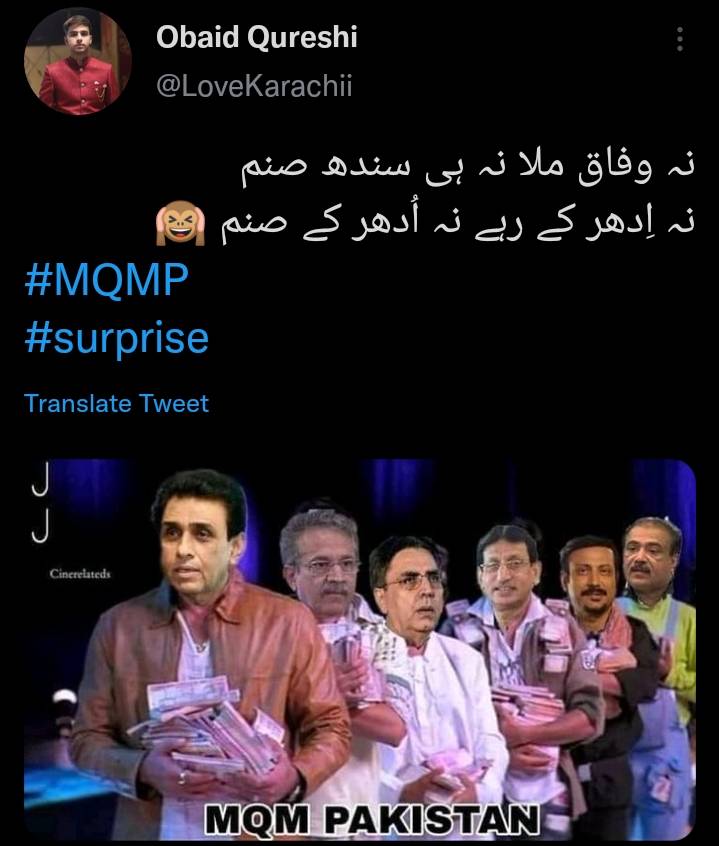 Obaid Qureshi
@LoveKarachii
نہ وفاق ملا نہ ہی سندھ صنم
نہ اِدھر کے رہے نہ اُدھر کے صنم 🙈😆
#MQMP
#surprise
Translate Tweet
J
J
Cinerelateds
MQM PAKISTAN